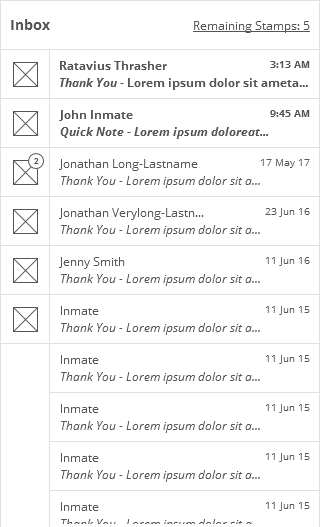 Inbox
Remaining Stamps: 5
Ratavius Thrasher
3:13 AM
Thank You - Lorem ipsum dolor sit ameta...
John Inmate
9:45 AM
Quick Note - Lorem ipsum doloreat...
2
Jonathan Long-Lastname
17 May 17
Thank You - Lorem ipsum dolor sit a...
Jonathan Verylong-Lastn...
23 Jun 16
Thank You - Lorem ipsum dolor sit a...
Jenny Smith
11 Jun 16
Thank You - Lorem ipsum dolor sit a...
Inmate
11 Jun 15
Thank You - Lorem ipsum dolor sit a...
Inmate
11 Jun 15
Thank You - Lorem ipsum dolor sit a...
Inmate
11 Jun 15
Thank You - Lorem ipsum dolor sit a...
Inmate
11 Jun 15
Thank You - Lorem ipsum dolor sit a...
Inmate
11 Jun 15
Thank You - Lorem ipsum dolor sit a...